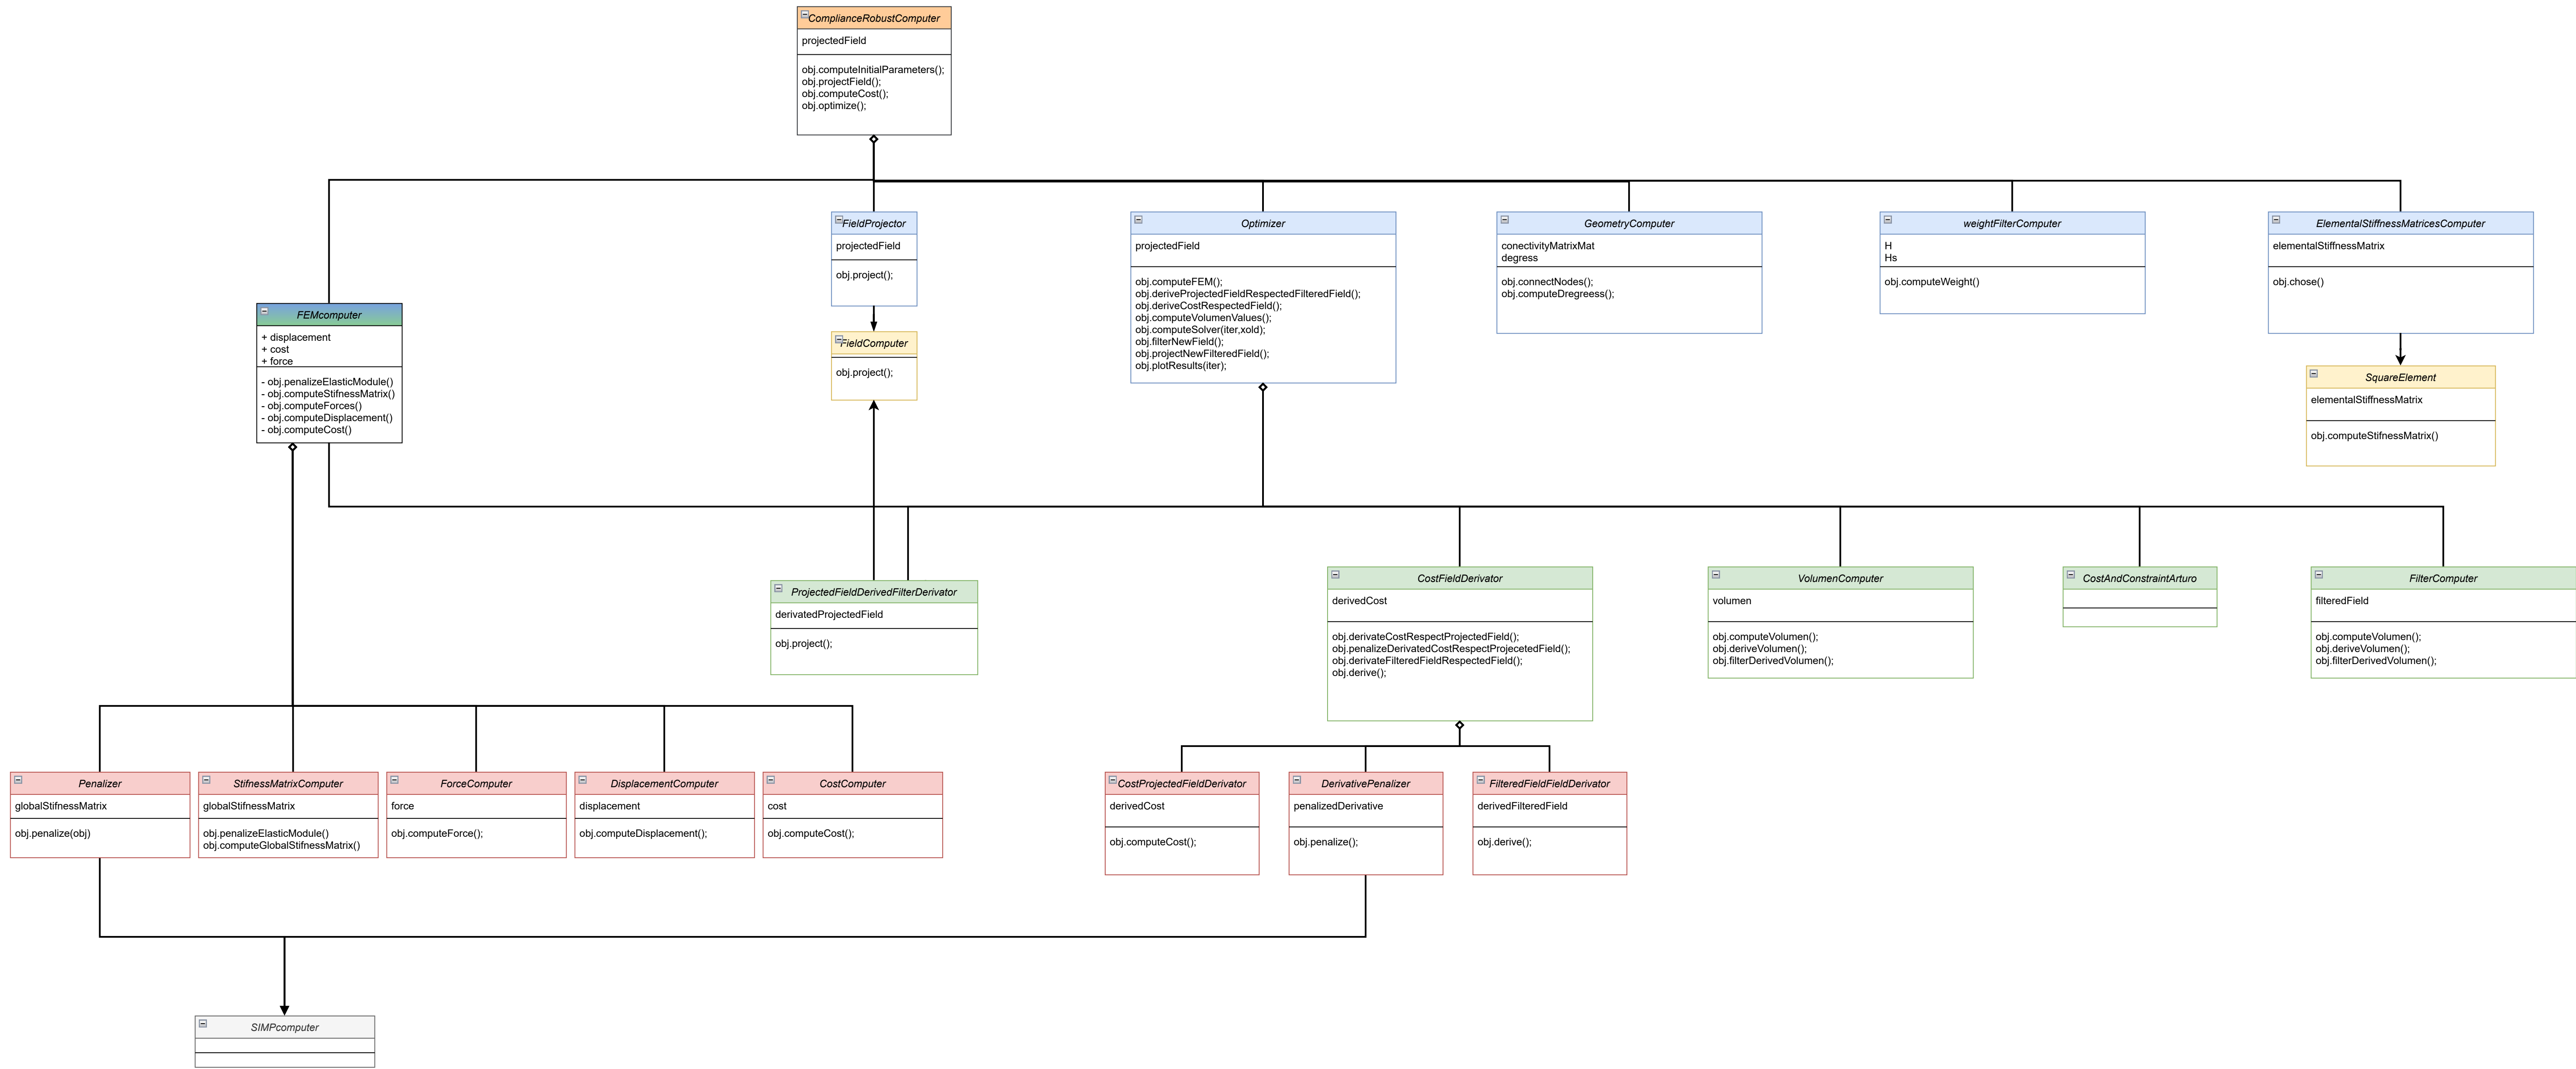 ComplianceRobustComputer
projectedField
obj.computeInitialParameters();
obj.projectField();
obj.computeCost();
obj.optimize();
FieldProjector
projectedField
obj.project();
Optimizer
projectedField
obj.computeFEM();
obj.deriveProjectedFieldRespectedFilteredField();
obj.deriveCostRespectedField();
obj.computeVolumenValues();
obj.computeSolver(iter,xold);
obj.filterNewField();
obj.projectNewFilteredField();
obj.plotResults(iter);
GeometryComputer
conectivityMatrixMat
degress
obj.connectNodes();
obj.computeDregreess();
weightFilterComputer
H
Hs
obj.computeWeight()
ElementalStiffnessMatricesComputer
elementalStiffnessMatrix
obj.chose()
FEMcomputer
+ displacement
+ cost
+ force
- obj.penalizeElasticModule()
- obj.computeStifnessMatrix()
- obj.computeForces()
- obj.computeDisplacement()
- obj.computeCost()
FieldComputer
obj.project();
SquareElement
elementalStiffnessMatrix
obj.computeStifnessMatrix()
ProjectedFieldDerivedFilterDerivator
derivatedProjectedField
obj.project();
CostFieldDerivator
derivedCost
obj.derivateCostRespectProjectedField();
obj.penalizeDerivatedCostRespectProjecetedField();
obj.derivateFilteredFieldRespectedField();
obj.derive();
VolumenComputer
volumen
obj.computeVolumen();
obj.deriveVolumen();
obj.filterDerivedVolumen();
CostAndConstraintArturo
FilterComputer
filteredField
obj.computeVolumen();
obj.deriveVolumen();
obj.filterDerivedVolumen();
Penalizer
globalStifnessMatrix
obj.penalize(obj)
StifnessMatrixComputer
globalStifnessMatrix
obj.penalizeElasticModule()
obj.computeGlobalStifnessMatrix()
ForceComputer
force
obj.computeForce();
DisplacementComputer
displacement
obj.computeDisplacement();
CostComputer
cost
obj.computeCost();
CostProjectedFieldDerivator
derivedCost
obj.computeCost();
DerivativePenalizer
penalizedDerivative
obj.penalize();
FilteredFieldFieldDerivator
derivedFilteredField
obj.derive();
SIMPcomputer